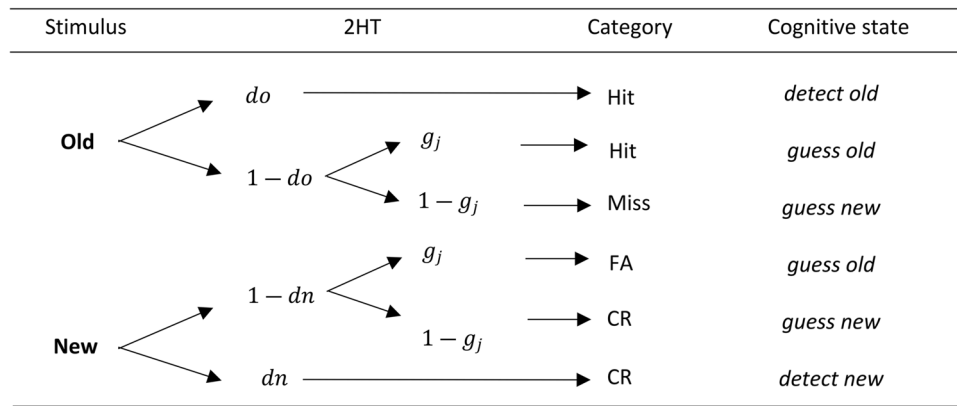 Stimulus 2HT Category Cognitive state
do Hit detect old
Old
g_j Hit guess old
1 − do
1 − g_j Miss guess new
g_j FA guess old
1 − dn
1 − g_j CR guess new
New
dn CR detect new